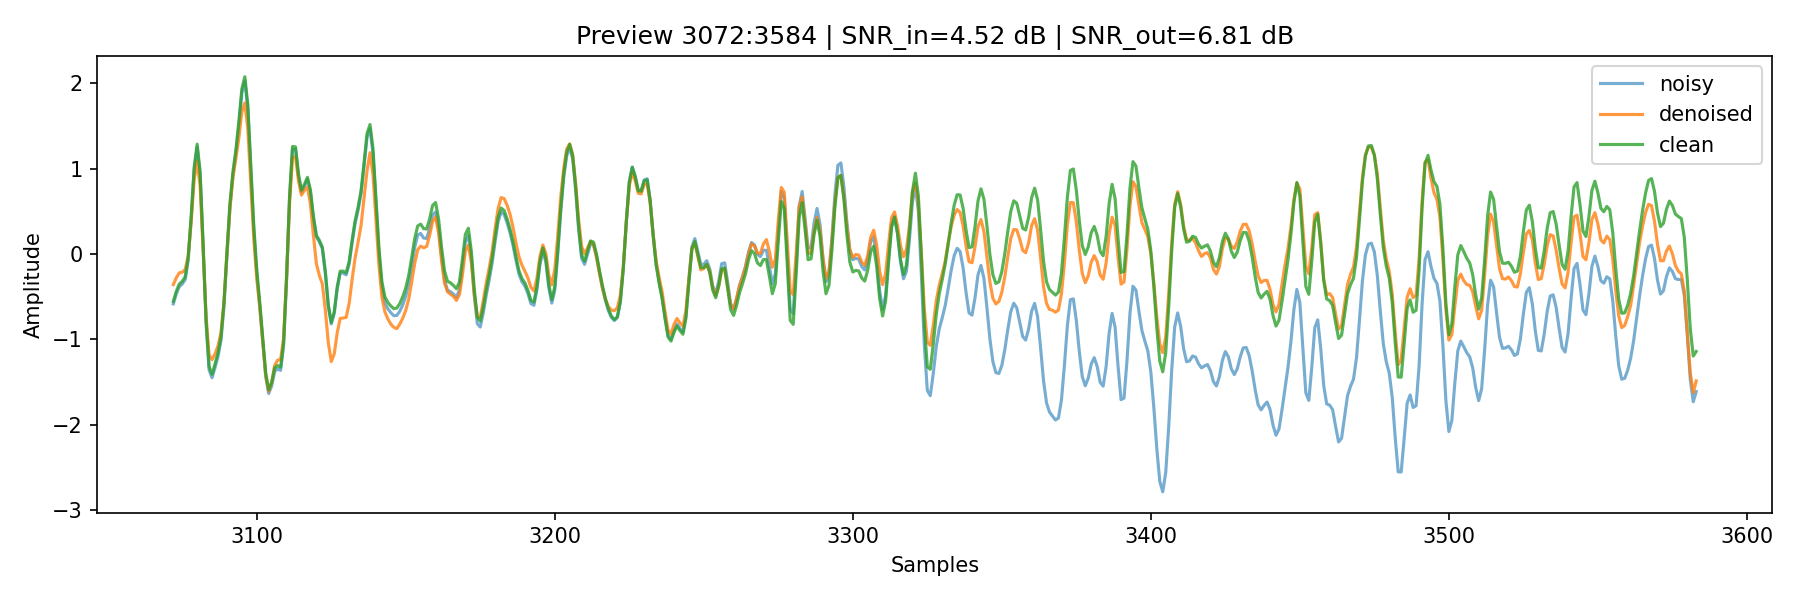 Preview 3072:3584 | SNR_in=4.52 dB | SNR_out=6.81 dB
noisy
denoised
clean
Amplitude
2
1
0
−1
−2
−3
3100 3200 3300 3400 3500 3600
Samples